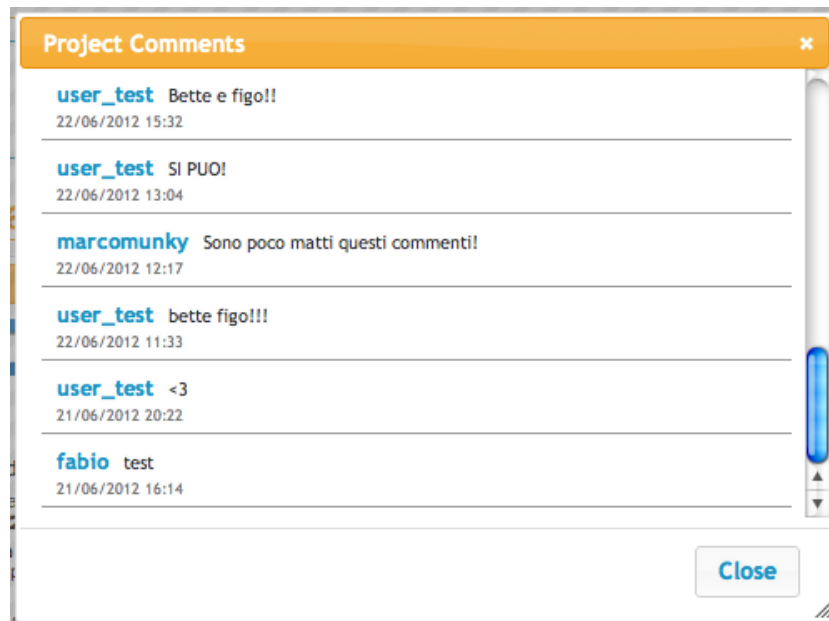 Project Comments
user_test Bette e figo!!
22/06/2012 15:32
user_test SI PUO!
22/06/2012 13:04
marcomunky Sono poco matti questi commenti!
22/06/2012 12:17
user_test bette figo!!!
22/06/2012 11:33
user_test <3
21/06/2012 20:22
fabio test
21/06/2012 16:14
Close